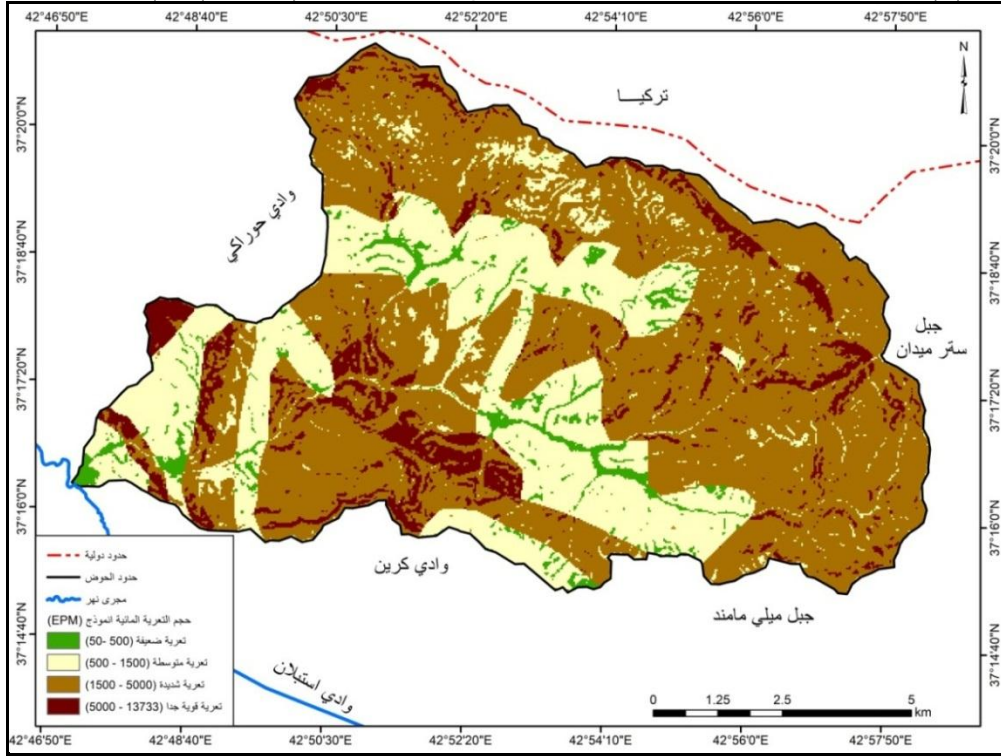 42°46'50"E 42°48'40"E 42°50'30"E 42°52'20"E 42°54'10"E 42°56'0"E 42°57'50"E
N
تركيـــا
37°20'0"N
37°20'0"N
وادي حوراكي
37°18'40"N
37°18'40"N
جبل
ستر ميدان
37°17'20"N
37°17'20"N
37°16'0"N
37°16'0"N
وادي كرين
جبل ميلي مامند
37°14'40"N
37°14'40"N
وادي استبلان
حدود دولية
حدود الحوض
مجرى نهر
حجم التعرية المائية انموذج (EPM)
تعرية ضعيفة (500 -50)
تعرية متوسطة (1500 - 500)
تعرية شديدة (5000 - 1500)
تعرية قوية جدا (13733 - 5000)
0 1.25 2.5 5
km
42°46'50"E 42°48'40"E 42°50'30"E 42°52'20"E 42°54'10"E 42°56'0"E 42°57'50"E